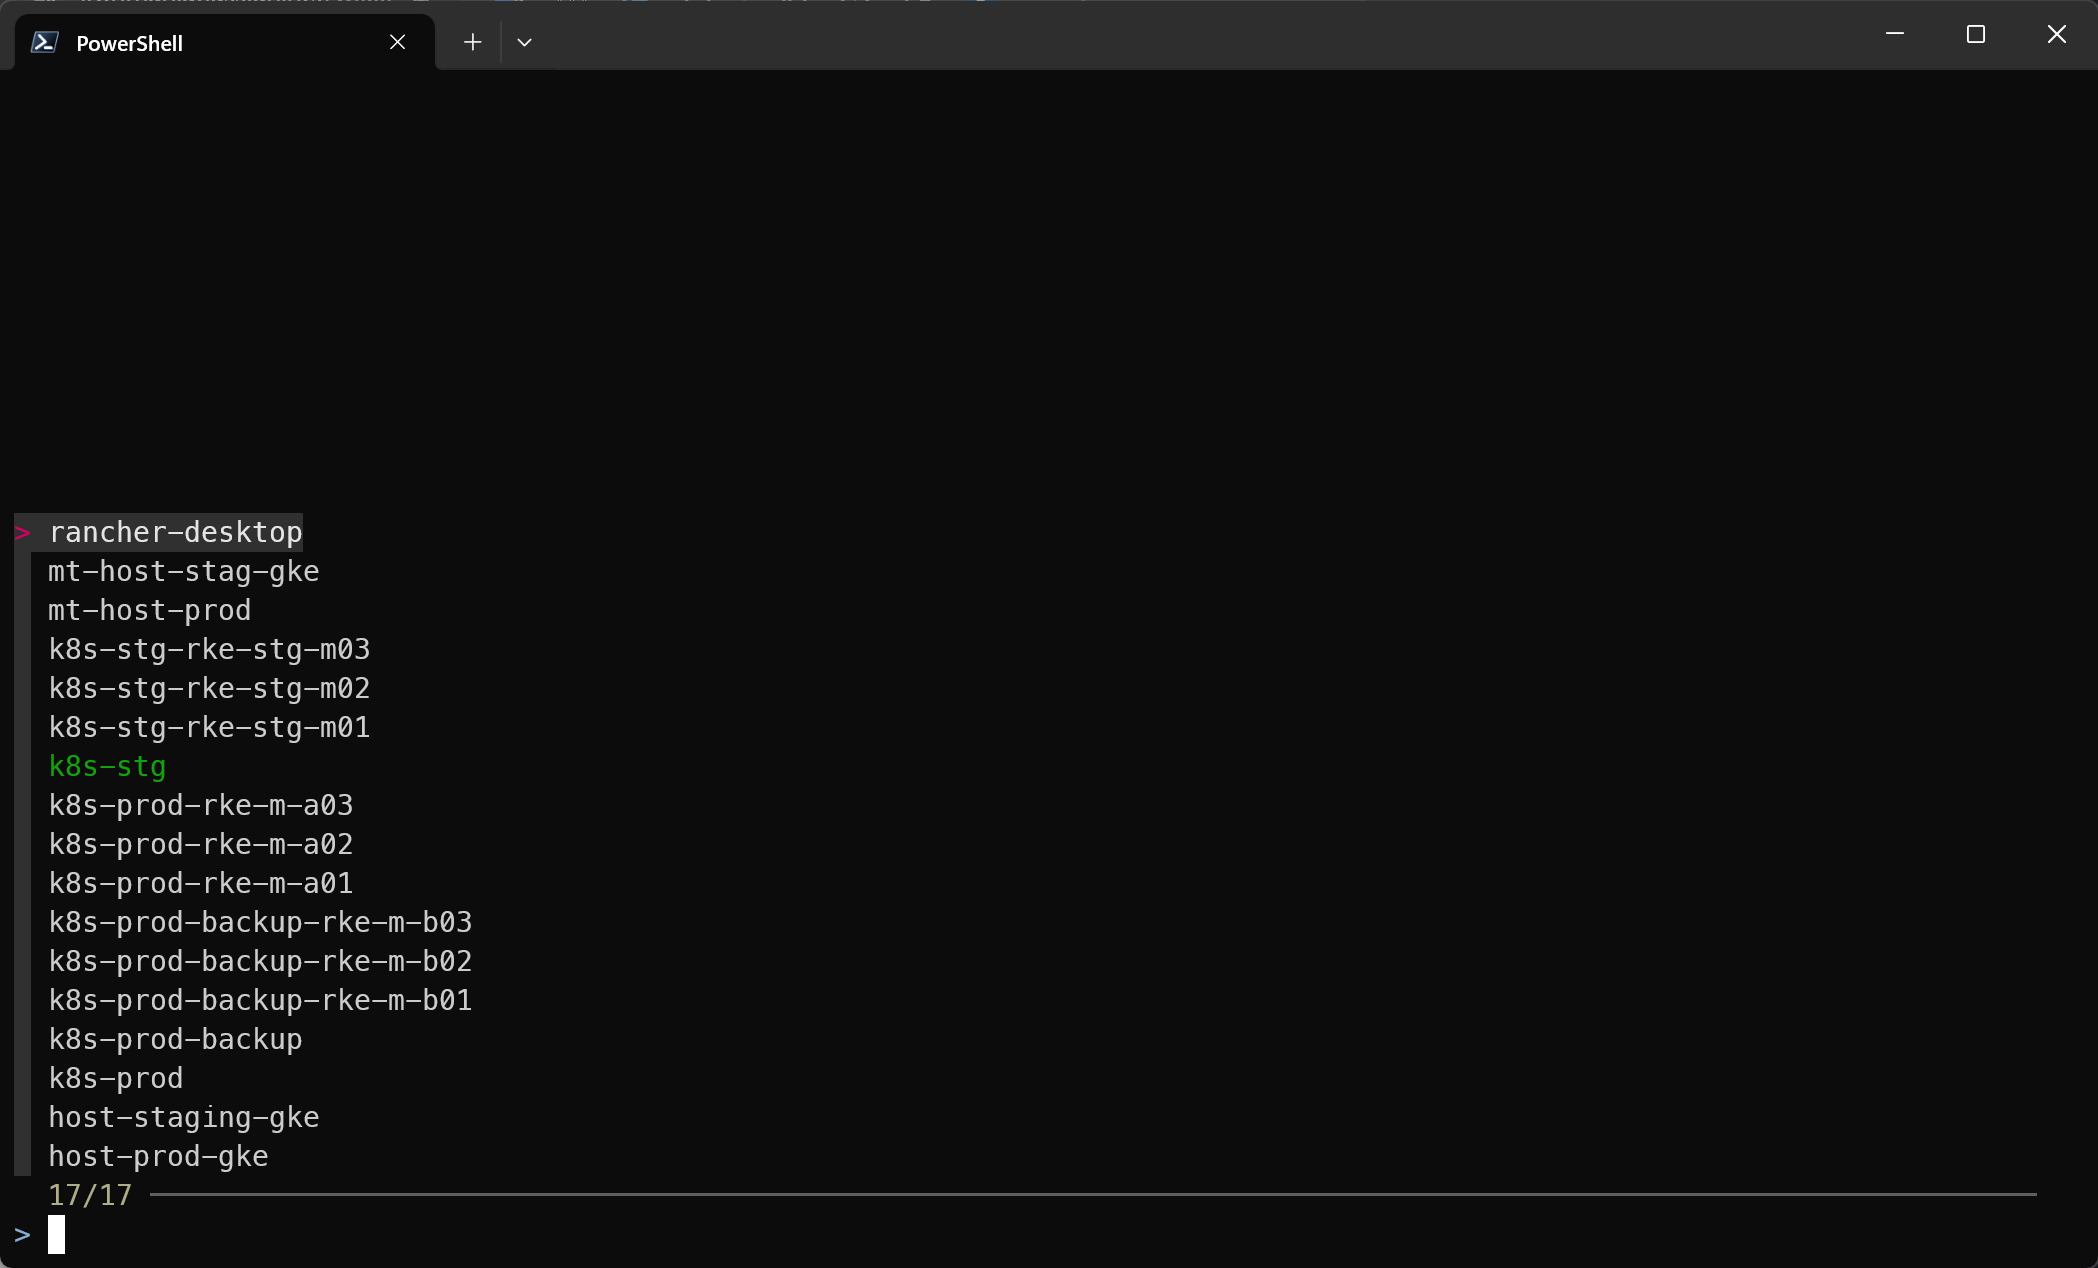 PowerShell
> rancher-desktop
mt-host-stag-gke
mt-host-prod
k8s-stg-rke-stg-m03
k8s-stg-rke-stg-m02
k8s-stg-rke-stg-m01
k8s-stg
k8s-prod-rke-m-a03
k8s-prod-rke-m-a02
k8s-prod-rke-m-a01
k8s-prod-backup-rke-m-b03
k8s-prod-backup-rke-m-b02
k8s-prod-backup-rke-m-b01
k8s-prod-backup
k8s-prod
host-staging-gke
host-prod-gke
17/17
>